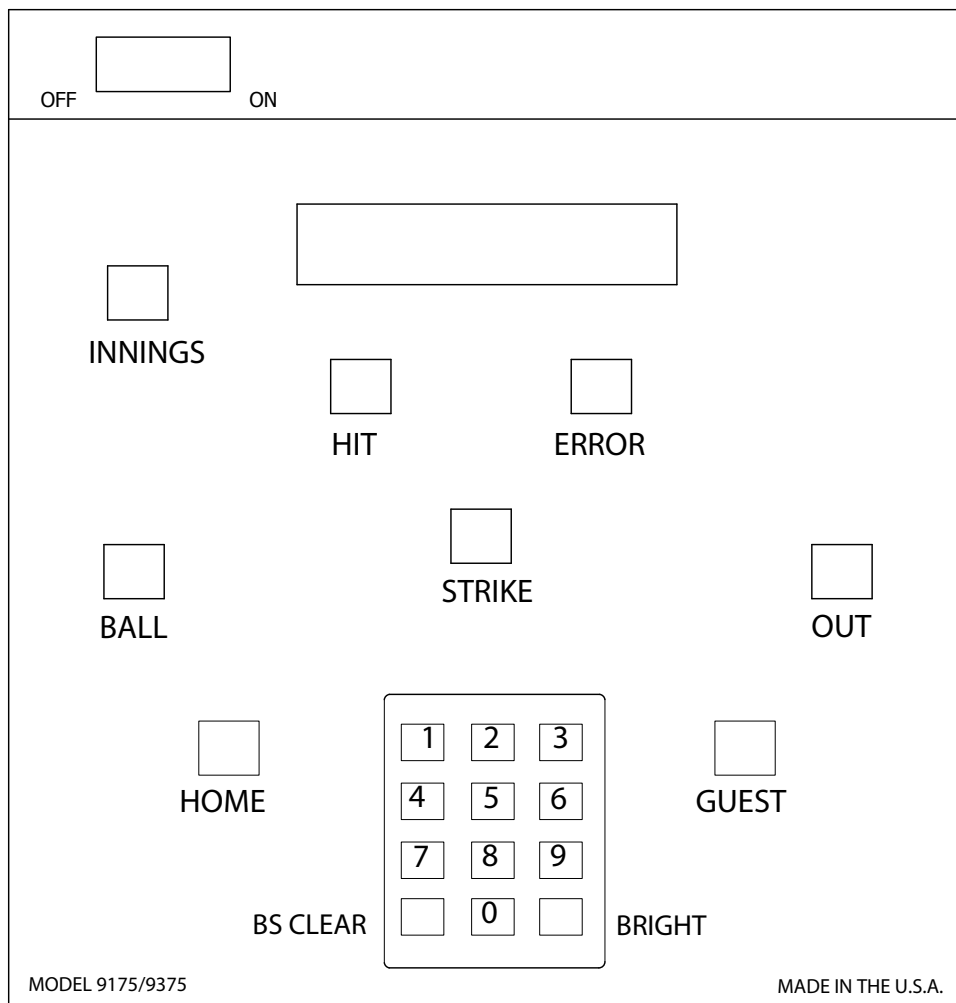 OFF ON
INNINGS
HIT ERROR
STRIKE
BALL OUT
1 2 3
4 5 6
HOME GUEST
7 8 9
BS CLEAR 0 BRIGHT
MODEL 9175/9375 MADE IN THE U.S.A.